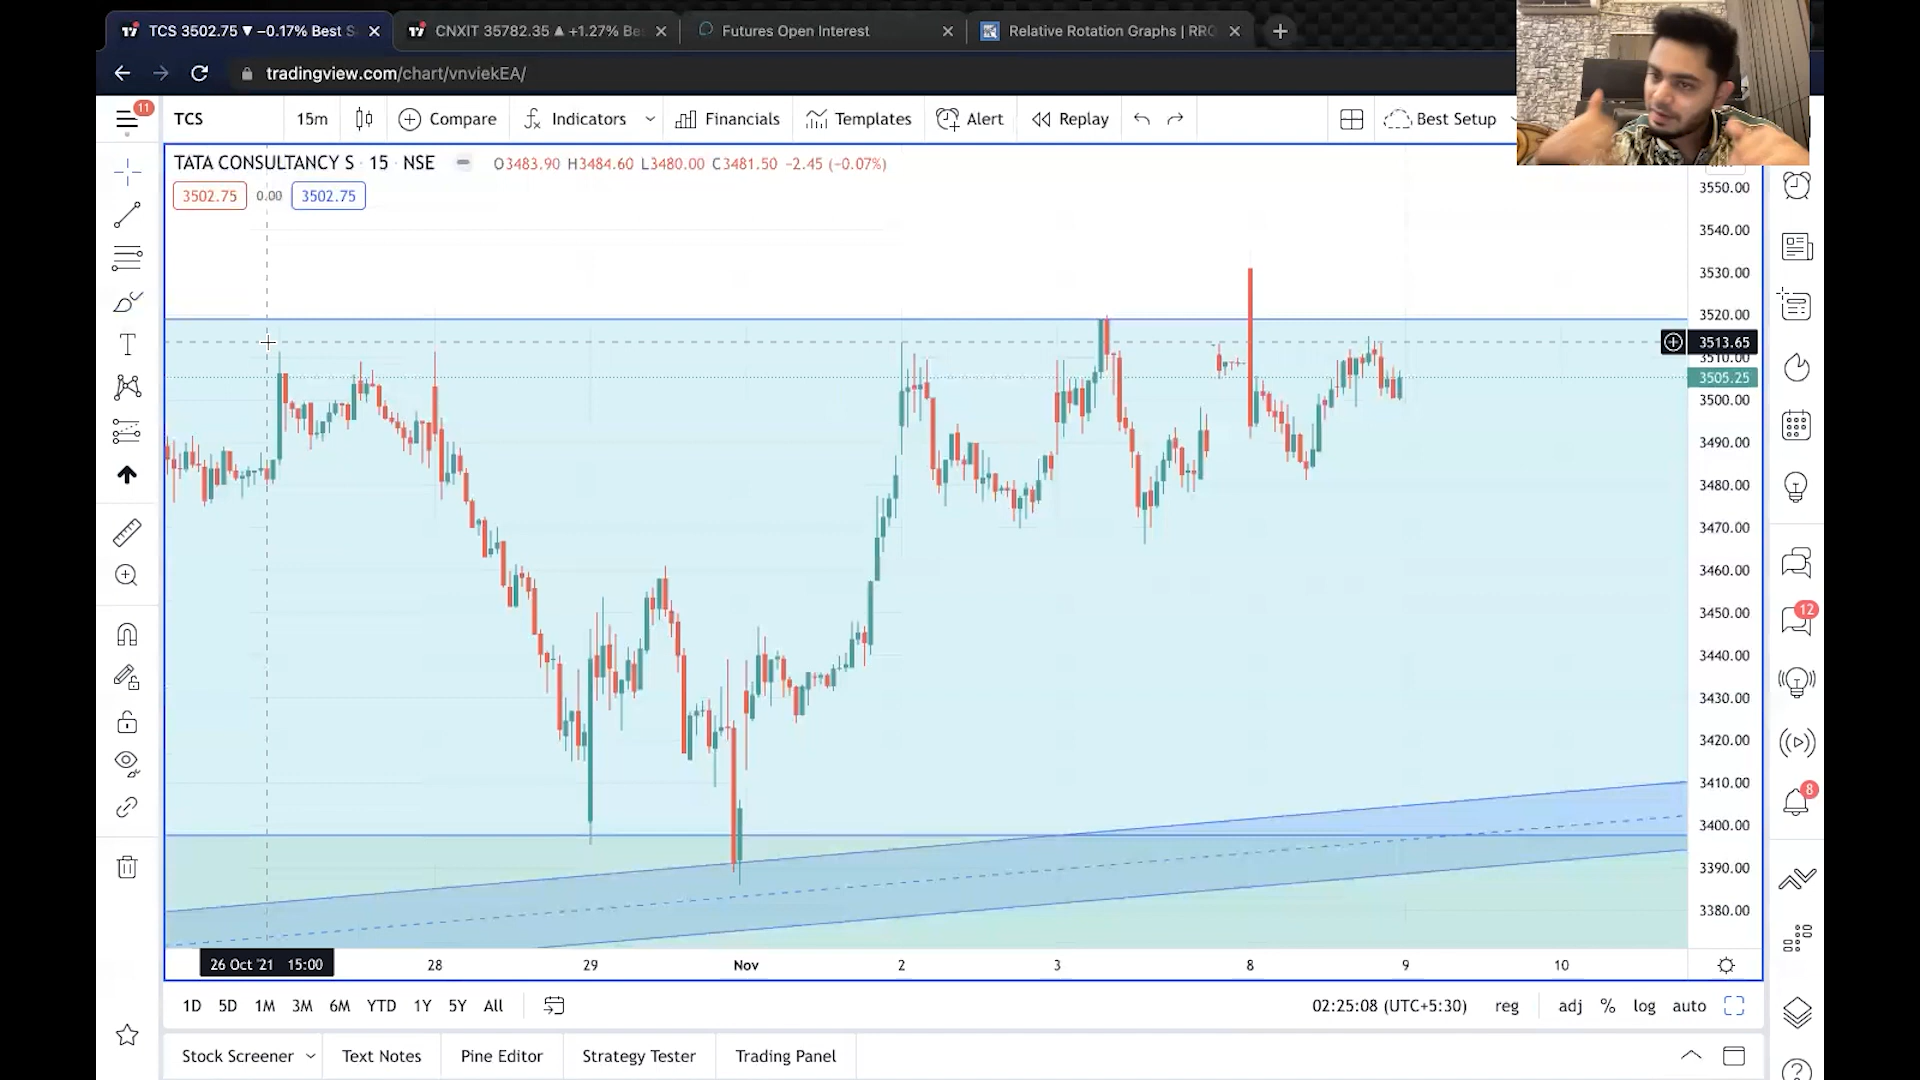 TCS 3502.75 ▼ −0.17% Best S
CNXIT 35782.35 ▲ +1.27% Be
Futures Open Interest
Relative Rotation Graphs | RRG
tradingview.com/chart/vnviekEA/
11
TCS
15m
Compare
Indicators
Financials
Templates
Alert
Replay
Best Setup
TATA CONSULTANCY S · 15 · NSE
O3483.90 H3484.60 L3480.00 C3481.50 −2.45 (−0.07%)
3502.75
0.00
3502.75
3550.00
3540.00
3530.00
3520.00
3513.65
3510.00
3505.25
3500.00
3490.00
3480.00
3470.00
3460.00
3450.00
3440.00
3430.00
3420.00
3410.00
3400.00
3390.00
3380.00
12
8
26 Oct '21 15:00
28
29
Nov
2
3
8
9
10
1D 5D 1M 3M 6M YTD 1Y 5Y All
02:25:08 (UTC+5:30)
reg
adj
%
log
auto
Stock Screener
Text Notes
Pine Editor
Strategy Tester
Trading Panel